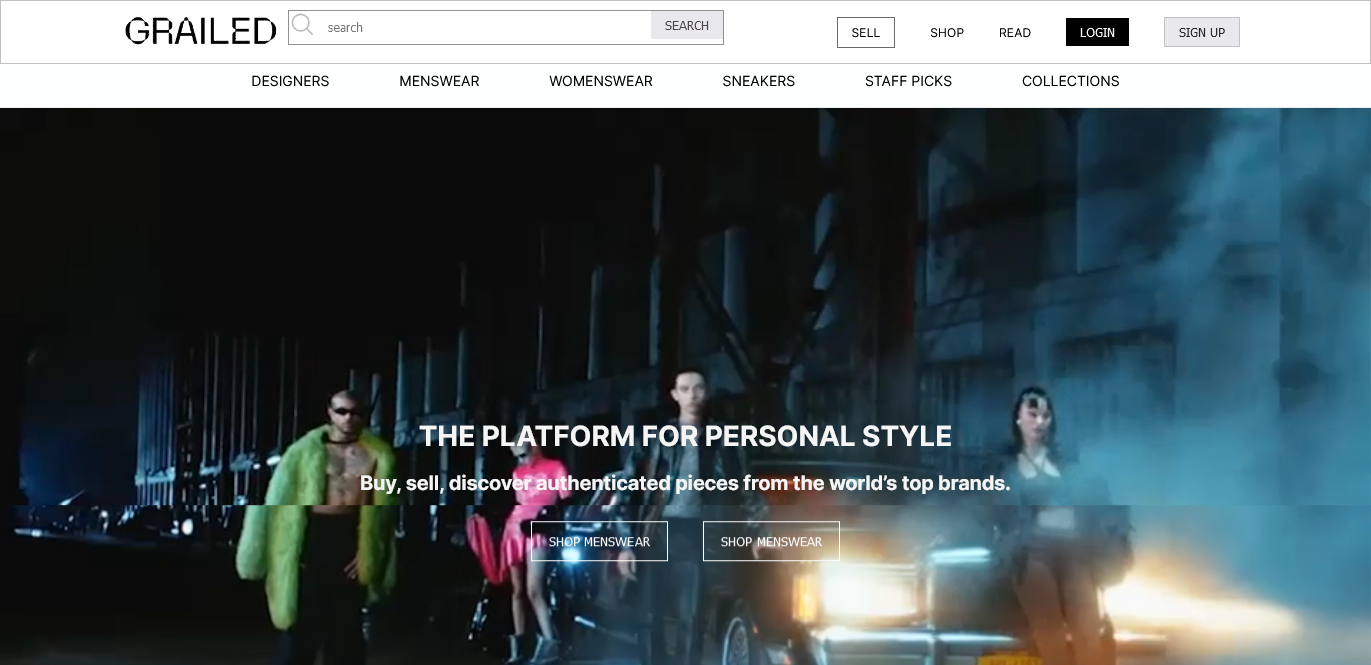 GRAILED
search
SEARCH
SELL
SHOP
READ
LOGIN
SIGN UP
DESIGNERS
MENSWEAR
WOMENSWEAR
SNEAKERS
STAFF PICKS
COLLECTIONS
THE PLATFORM FOR PERSONAL STYLE
Buy, sell, discover authenticated pieces from the world’s top brands.
SHOP MENSWEAR
SHOP MENSWEAR